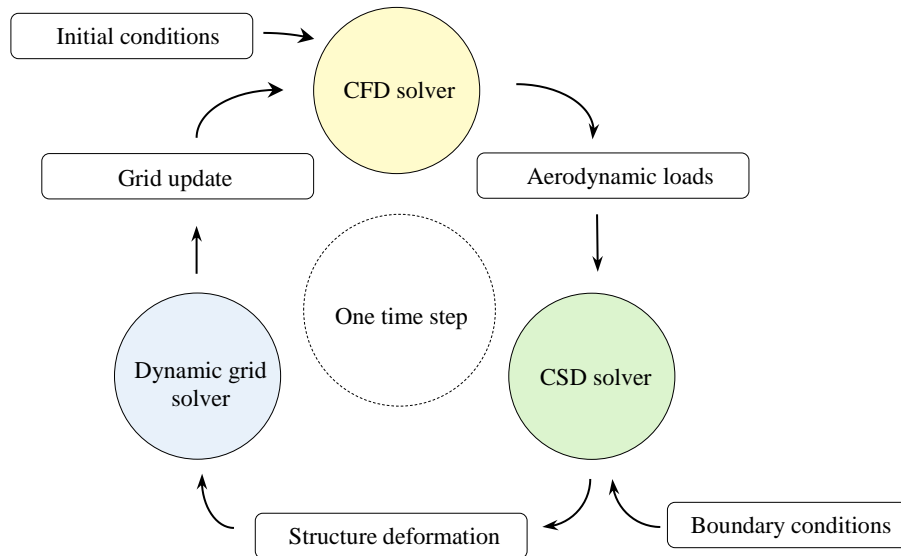 Initial conditions
CFD solver
Grid update
Aerodynamic loads
One time step
Dynamic grid
solver
CSD solver
Structure deformation
Boundary conditions